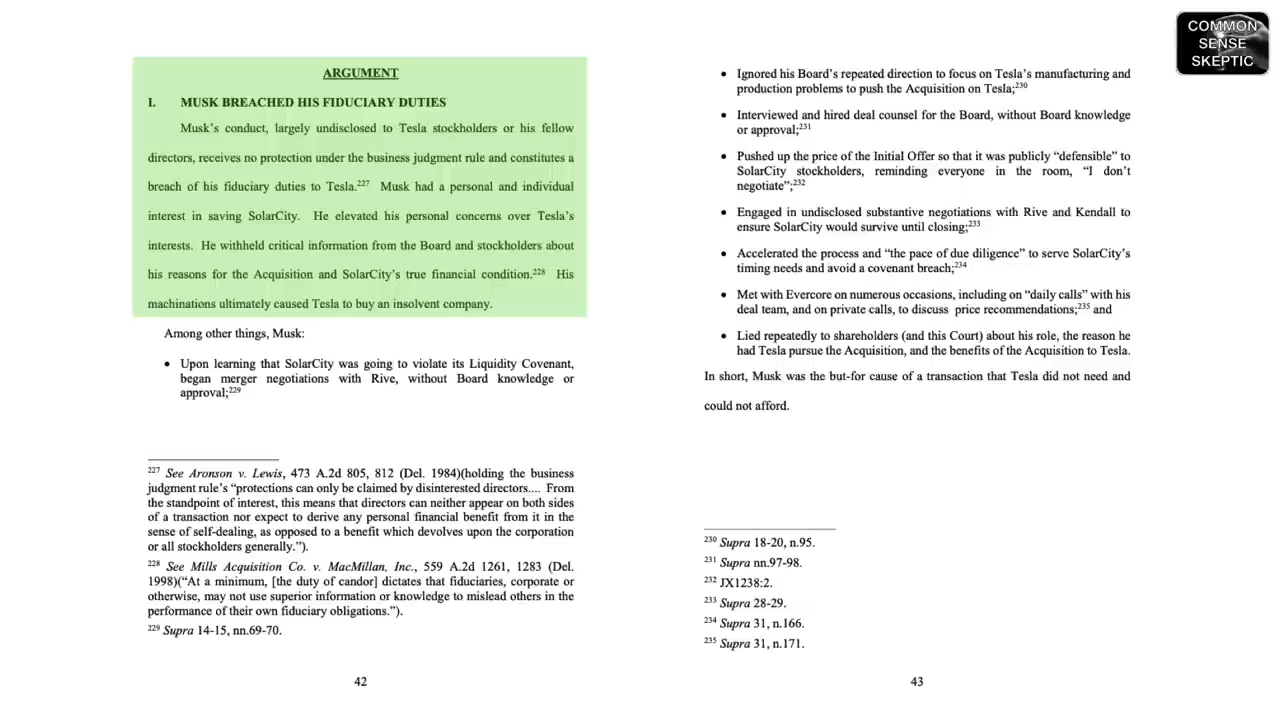 COMMON
SENSE
SKEPTIC
ARGUMENT
I. MUSK BREACHED HIS FIDUCIARY DUTIES
Musk’s conduct, largely undisclosed to Tesla stockholders or his fellow
directors, receives no protection under the business judgment rule and constitutes a
breach of his fiduciary duties to Tesla.227 Musk had a personal and individual
interest in saving SolarCity. He elevated his personal concerns over Tesla’s
interests. He withheld critical information from the Board and stockholders about
his reasons for the Acquisition and SolarCity’s true financial condition.228 His
machinations ultimately caused Tesla to buy an insolvent company.
Among other things, Musk:
• Upon learning that SolarCity was going to violate its Liquidity Covenant,
began merger negotiations with Rive, without Board knowledge or
approval;229
227 See Aronson v. Lewis, 473 A.2d 805, 812 (Del. 1984)(holding the business
judgment rule’s “protections can only be claimed by disinterested directors.... From
the standpoint of interest, this means that directors can neither appear on both sides
of a transaction nor expect to derive any personal financial benefit from it in the
sense of self-dealing, as opposed to a benefit which devolves upon the corporation
or all stockholders generally.”).
228 See Mills Acquisition Co. v. MacMillan, Inc., 559 A.2d 1261, 1283 (Del.
1998)(“At a minimum, [the duty of candor] dictates that fiduciaries, corporate or
otherwise, may not use superior information or knowledge to mislead others in the
performance of their own fiduciary obligations.”).
229 Supra 14-15, nn.69-70.
42
• Ignored his Board’s repeated direction to focus on Tesla’s manufacturing and
production problems to push the Acquisition on Tesla;230
• Interviewed and hired deal counsel for the Board, without Board knowledge
or approval;231
• Pushed up the price of the Initial Offer so that it was publicly “defensible” to
SolarCity stockholders, reminding everyone in the room, “I don’t
negotiate”;232
• Engaged in undisclosed substantive negotiations with Rive and Kendall to
ensure SolarCity would survive until closing;233
• Accelerated the process and “the pace of due diligence” to serve SolarCity’s
timing needs and avoid a covenant breach;234
• Met with Evercore on numerous occasions, including on “daily calls” with his
deal team, and on private calls, to discuss price recommendations;235 and
• Lied repeatedly to shareholders (and this Court) about his role, the reason he
had Tesla pursue the Acquisition, and the benefits of the Acquisition to Tesla.
In short, Musk was the but-for cause of a transaction that Tesla did not need and
could not afford.
230 Supra 18-20, n.95.
231 Supra nn.97-98.
232 JX1238:2.
233 Supra 28-29.
234 Supra 31, n.166.
235 Supra 31, n.171.
43